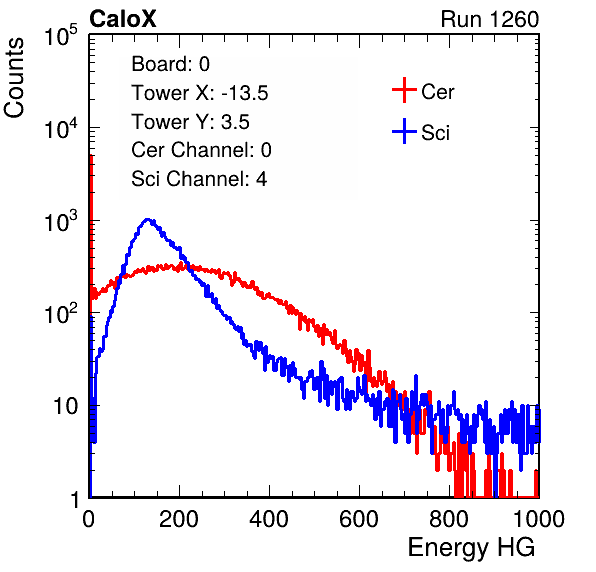 CaloX Run 1260
Counts
Board: 0
Tower X: -13.5
Tower Y: 3.5
Cer Channel: 0
Sci Channel: 4
Cer
Sci
10^5
10^4
10^3
10^2
10
1
0 200 400 600 800 1000
Energy HG